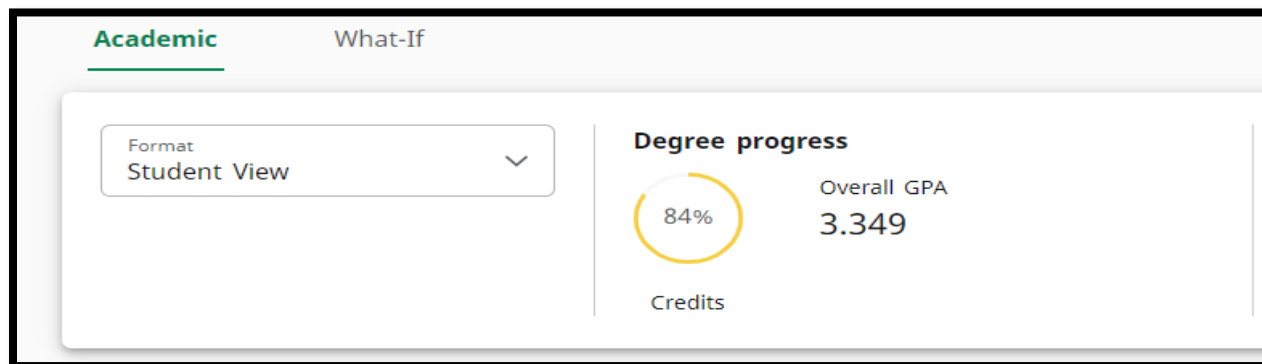 Academic What-If
Format
Student View
Degree progress
84%
Overall GPA
3.349
Credits